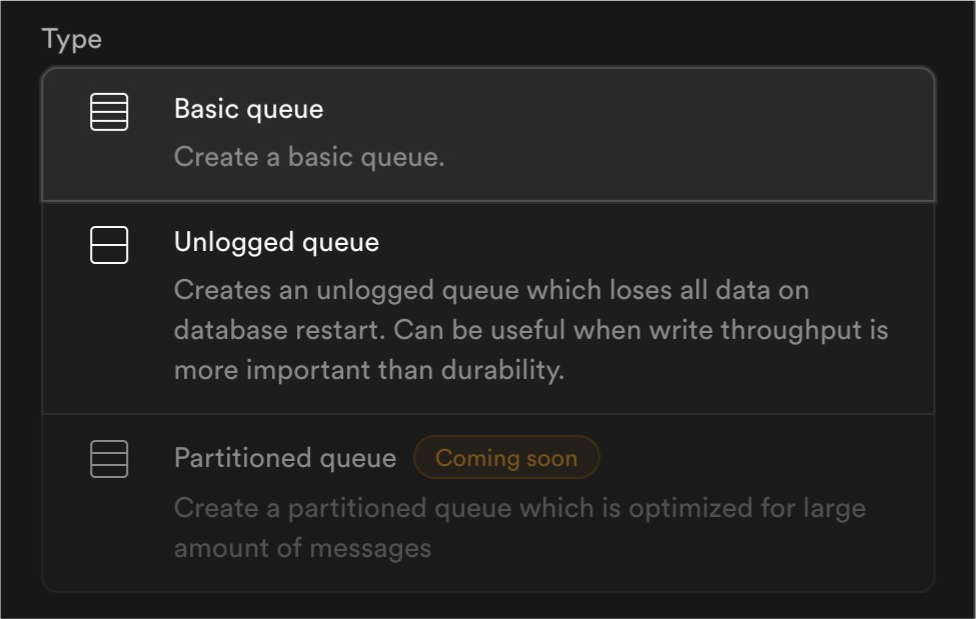 Type
Basic queue
Create a basic queue.
Unlogged queue
Creates an unlogged queue which loses all data on
database restart. Can be useful when write throughput is
more important than durability.
Partitioned queue Coming soon
Create a partitioned queue which is optimized for large
amount of messages